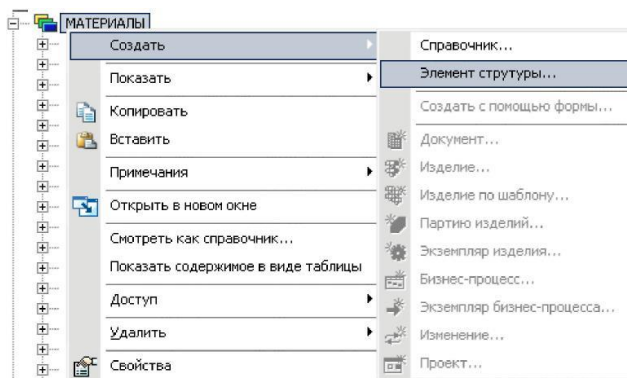 МАТЕРИАЛЫ
Создать
Показать
Копировать
Вставить
Примечания
Открыть в новом окне
Смотреть как справочник...
Показать содержимое в виде таблицы
Доступ
Удалить
Свойства
Справочник...
Элемент струтуры...
Создать с помощью формы...
Документ...
Изделие...
Изделие по шаблону...
Партию изделий...
Экземпляр изделия...
Бизнес-процесс...
Экземпляр бизнес-процесса...
Изменение...
Проект...